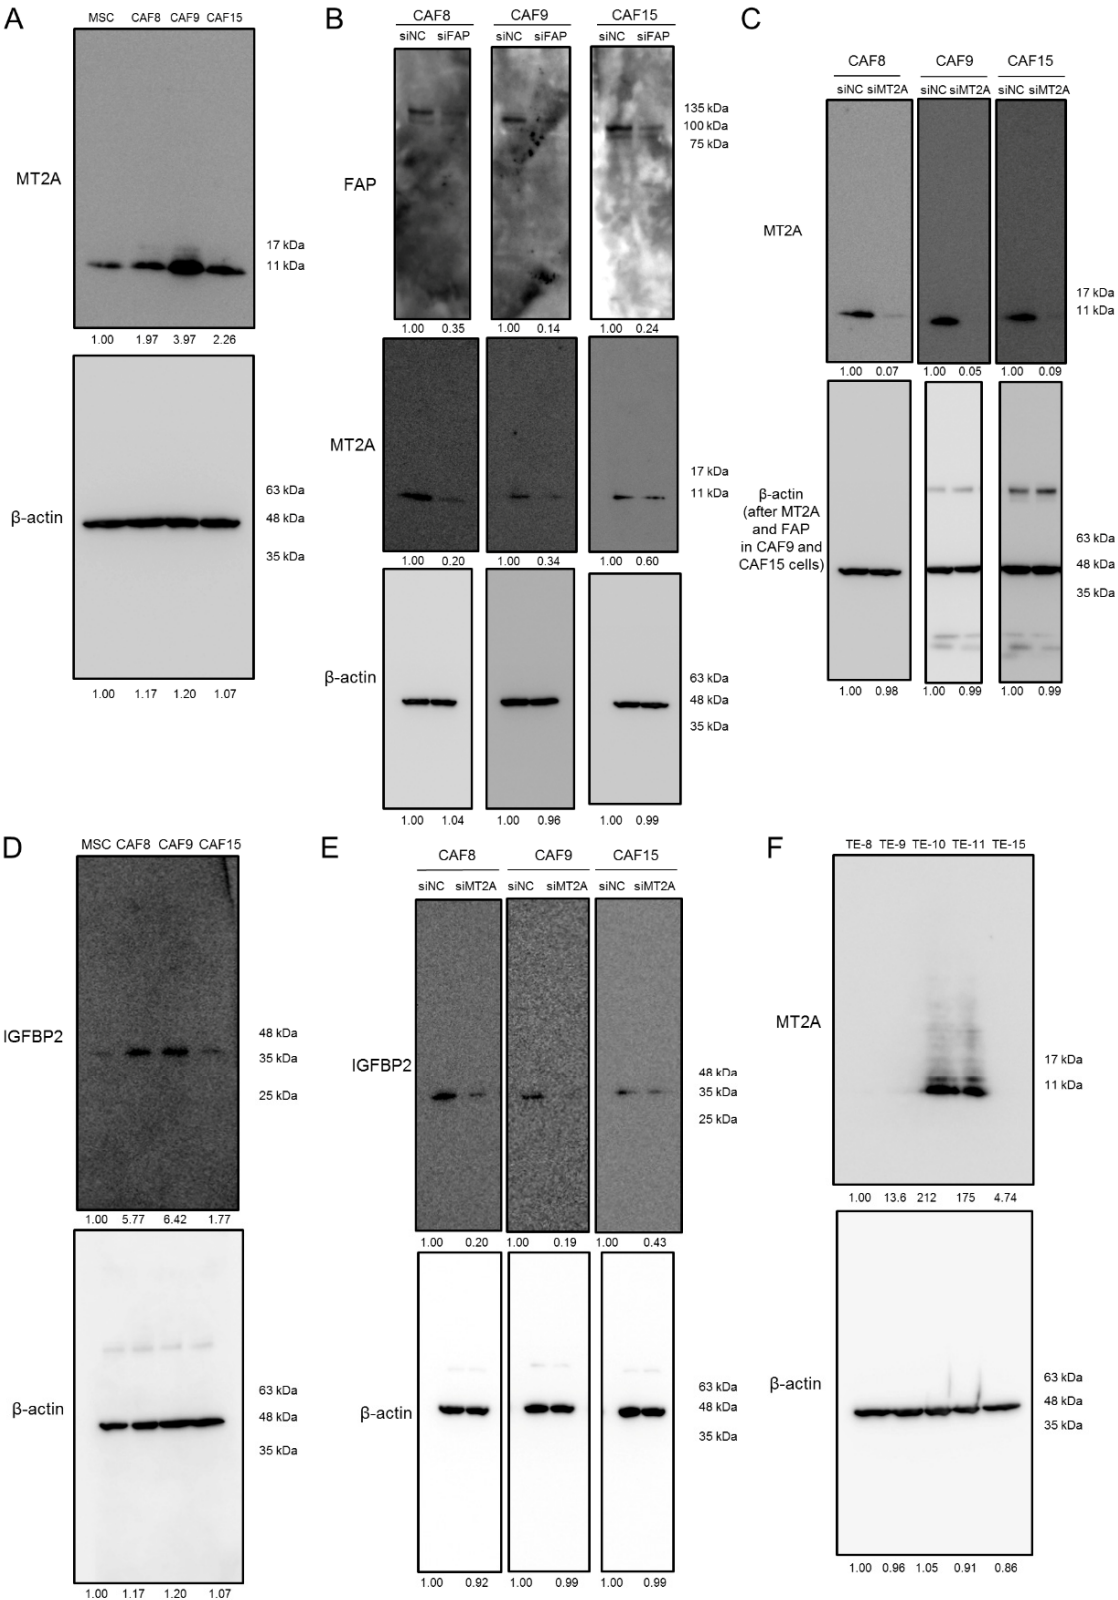 A
MSC CAF8 CAF9 CAF15
MT2A
17 kDa
11 kDa
1.00 1.97 3.97 2.26
β-actin
63 kDa
48 kDa
35 kDa
1.00 1.17 1.20 1.07
B
CAF8 CAF9 CAF15
siNC siFAP siNC siFAP siNC siFAP
FAP
135 kDa
100 kDa
75 kDa
1.00 0.35 1.00 0.14 1.00 0.24
MT2A
17 kDa
11 kDa
1.00 0.20 1.00 0.34 1.00 0.60
β-actin
63 kDa
48 kDa
35 kDa
1.00 1.04 1.00 0.96 1.00 0.99
C
CAF8 CAF9 CAF15
siNC siMT2A siNC siMT2A siNC siMT2A
MT2A
17 kDa
11 kDa
1.00 0.07 1.00 0.05 1.00 0.09
β-actin
(after MT2A
and FAP
in CAF9 and
CAF15 cells)
63 kDa
48 kDa
35 kDa
1.00 0.98 1.00 0.99 1.00 0.99
D
MSC CAF8 CAF9 CAF15
IGFBP2
48 kDa
35 kDa
25 kDa
1.00 5.77 6.42 1.77
β-actin
63 kDa
48 kDa
35 kDa
1.00 1.17 1.20 1.07
E
CAF8 CAF9 CAF15
siNC siMT2A siNC siMT2A siNC siMT2A
IGFBP2
48 kDa
35 kDa
25 kDa
1.00 0.20 1.00 0.19 1.00 0.43
β-actin
63 kDa
48 kDa
35 kDa
1.00 0.92 1.00 0.99 1.00 0.99
F
TE-8 TE-9 TE-10 TE-11 TE-15
MT2A
17 kDa
11 kDa
1.00 13.6 212 175 4.74
β-actin
63 kDa
48 kDa
35 kDa
1.00 0.96 1.05 0.91 0.86